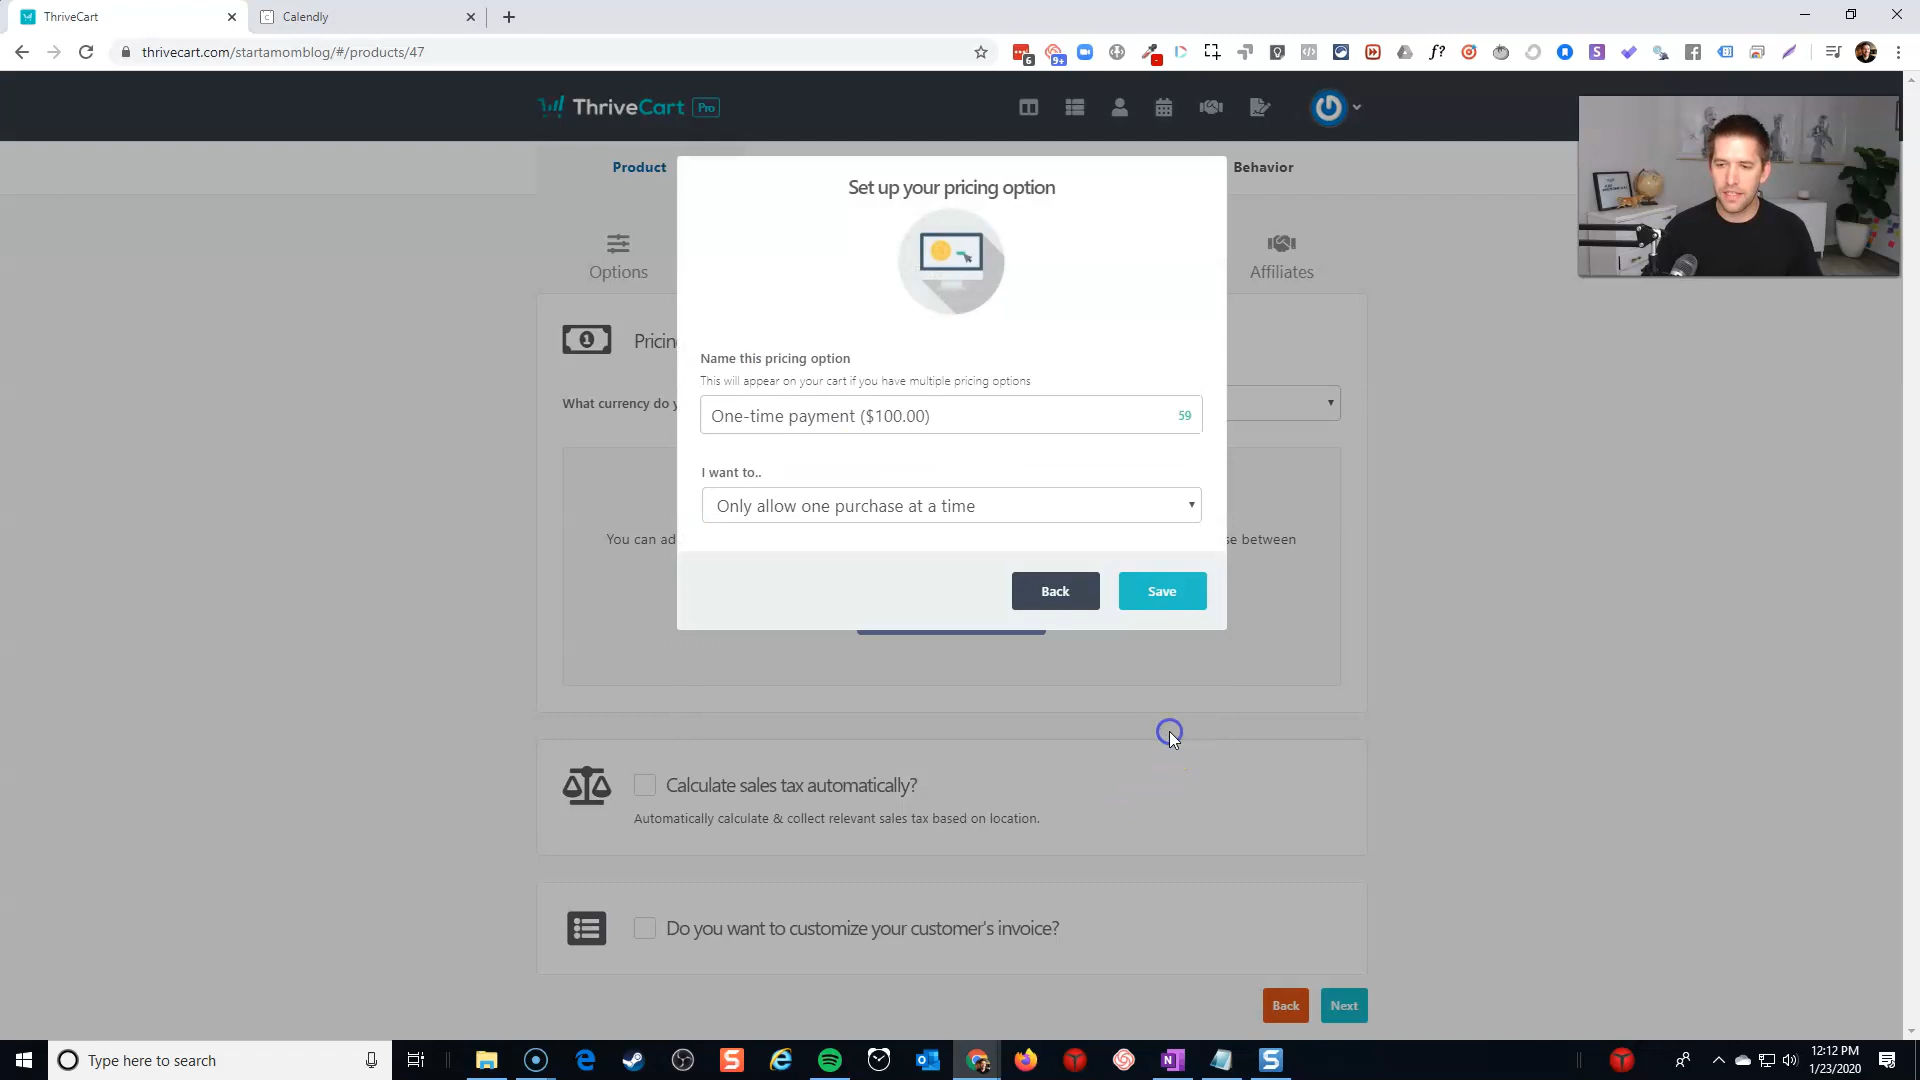 ThriveCart
Calendly
thrivecart.com/startamomblog/#/products/47
6
9+
f?
ThriveCart Pro
Product
Behavior
Set up your pricing option
Options
Affiliates
Name this pricing option
This will appear on your cart if you have multiple pricing options
One-time payment ($100.00)
59
What currency do y
I want to..
Only allow one purchase at a time
You can ad
se between
Back
Save
Calculate sales tax automatically?
Automatically calculate & collect relevant sales tax based on location.
Do you want to customize your customer's invoice?
Back
Next
Type here to search
12:12 PM
1/23/2020